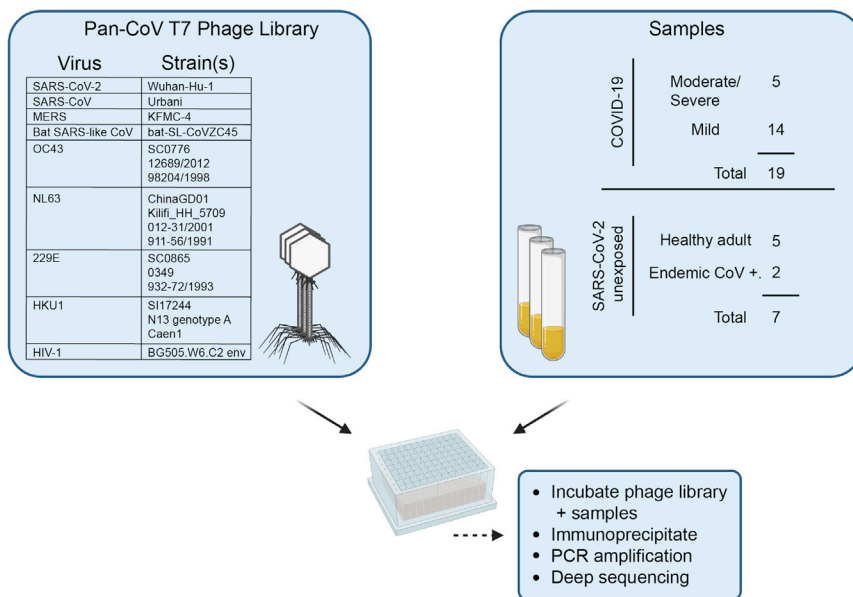 Pan-CoV T7 Phage Library
Virus Strain(s)
SARS-CoV-2 Wuhan-Hu-1
SARS-CoV Urbani
MERS KFMC-4
Bat SARS-like CoV bat-SL-CoVZC45
OC43 SC0776
12689/2012
98204/1998
NL63 ChinaGD01
Kilifi_HH_5709
012-31/2001
911-56/1991
229E SC0865
0349
932-72/1993
HKU1 SI17244
N13 genotype A
Caen1
HIV-1 BG505.W6.C2 env
Samples
COVID-19
Moderate/
Severe 5
Mild 14
Total 19
SARS-CoV-2
unexposed
Healthy adult 5
Endemic CoV +. 2
Total 7
• Incubate phage library
+ samples
• Immunoprecipitate
• PCR amplification
• Deep sequencing